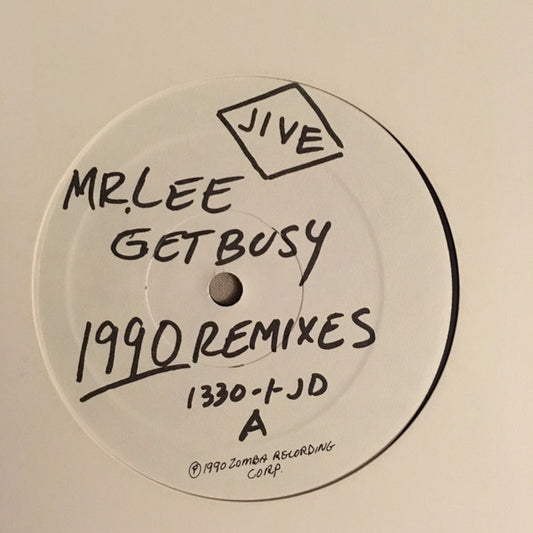 JIVE
MR. LEE
GET BUSY
1990 REMIXES
1330-1-JD
A
℗ 1990 ZOMBA RECORDING
CORP.